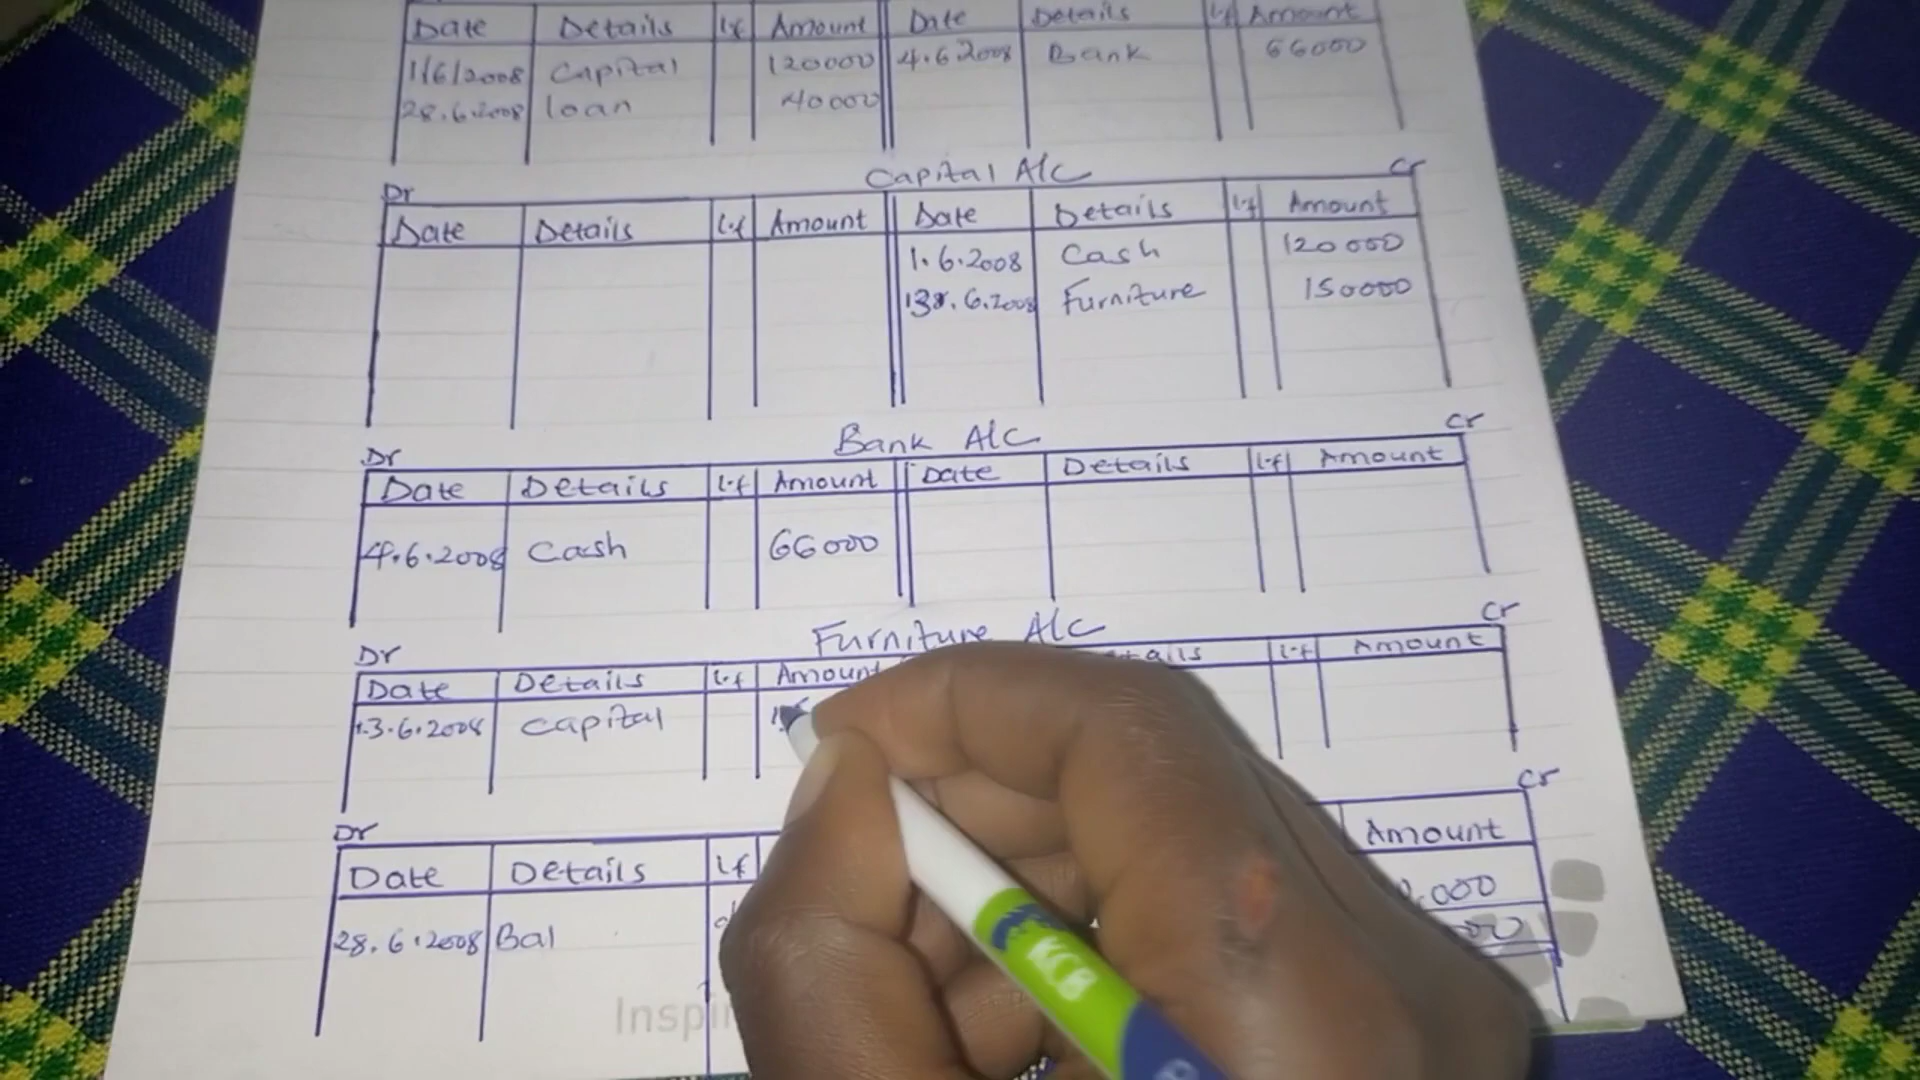 Date Details l.f Amount Date Details l.f Amount
1/6/2008 Capital 120000 4.6.2008 Bank 66000
28.6.2008 loan 40000
Capital A/C
Dr Cr
Date Details l.f Amount Date Details l.f Amount
1.6.2008 Cash 120000
13.6.2008 Furniture 150000
Bank A/C
Dr Cr
Date Details l.f Amount Date Details l.f Amount
4.6.2008 Cash 66000
Furniture A/C
Dr Cr
Date Details l.f Amount l.f Amount
13.6.2008 Capital
Dr Cr
Date Details l.f Amount
28.6.2008 Bal
KCB